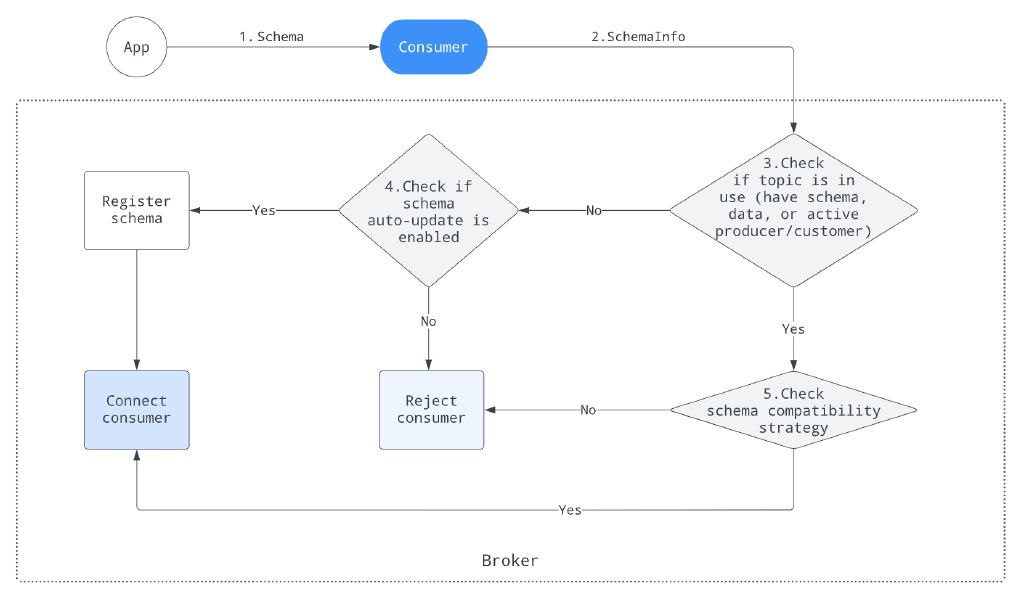 App
1. Schema
Consumer
2.SchemaInfo
3.Check
if topic is in
use (have schema,
data, or active
producer/customer)
No
4.Check if
schema
auto-update is
enabled
Yes
Register
schema
No
Yes
Connect
consumer
Reject
consumer
No
5.Check
schema compatibility
strategy
Yes
Broker